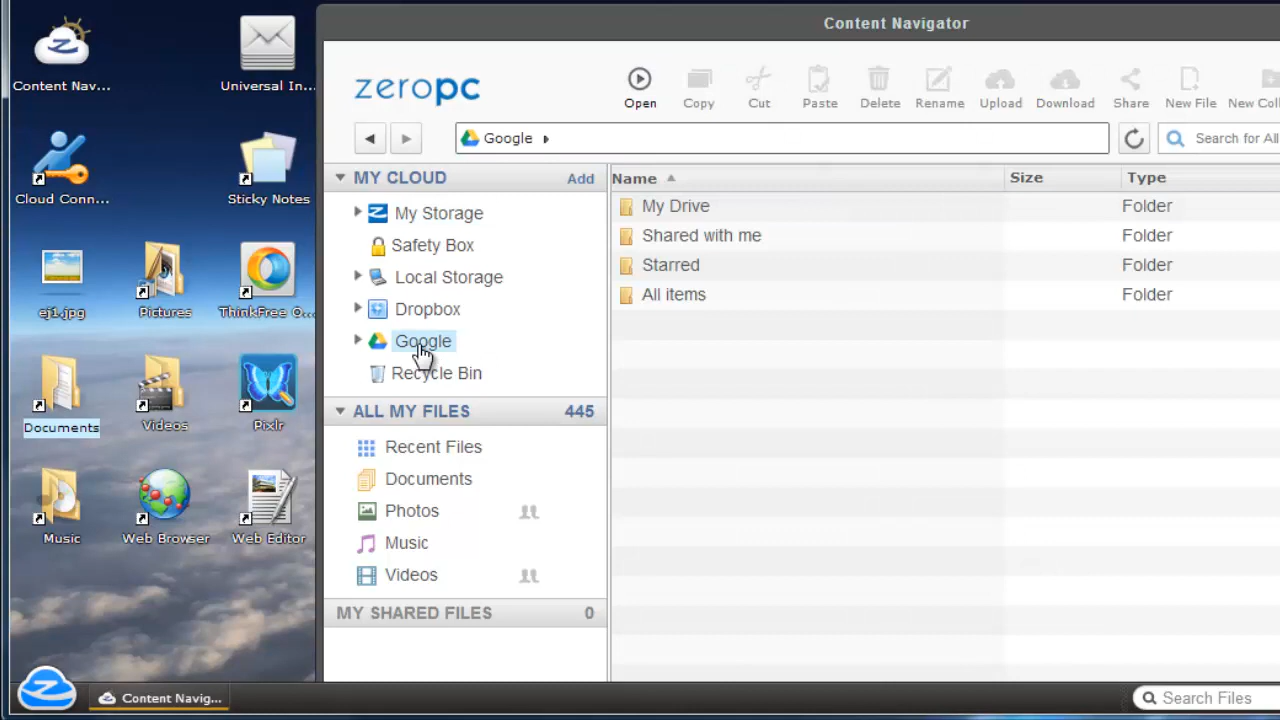 Content Nav...
Universal In...
Cloud Conn...
Sticky Notes
ej1.jpg
Pictures
ThinkFree O...
Documents
Videos
Pixlr
Music
Web Browser
Web Editor
Content Navigator
zeropc
Open
Copy
Cut
Paste
Delete
Rename
Upload
Download
Share
New File
New Coll
Google
Search for All
MY CLOUD
Add
My Storage
Safety Box
Local Storage
Dropbox
Google
Recycle Bin
ALL MY FILES 445
Recent Files
Documents
Photos
Music
Videos
MY SHARED FILES 0
Name Size Type
My Drive Folder
Shared with me Folder
Starred Folder
All items Folder
Content Navig...
Search Files